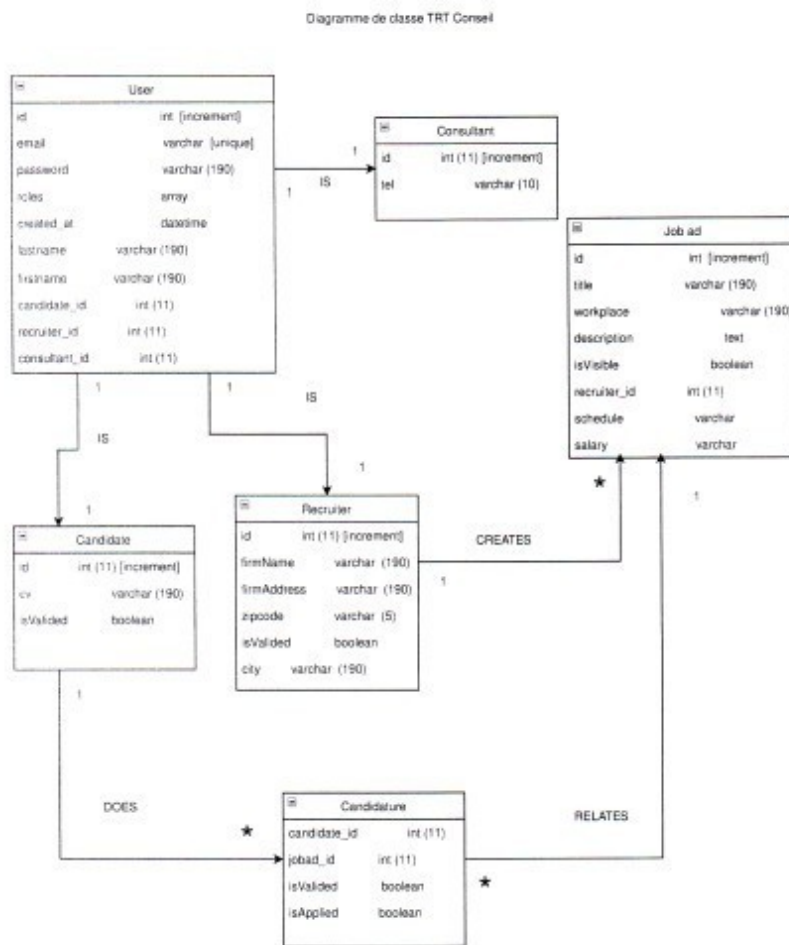 Diagramme de classe TRT Conseil
User
id int [increment]
email varchar [unique]
password varchar (190)
roles array
created_at datetime
lastname varchar (190)
firstname varchar (190)
candidate_id int (11)
recruiter_id int (11)
consultant_id int (11)
1
1
IS
Consultant
id int (11) [increment]
tel varchar (10)
Job ad
id int [increment]
title varchar (190)
workplace varchar (190)
description text
isVisible boolean
recruiter_id int (11)
schedule varchar
salary varchar
1
1
IS
IS
1
1
*
1
Candidate
id int (11) [increment]
cv varchar (190)
isValided boolean
Recruiter
id int (11) [increment]
firmName varchar (190)
firmAddress varchar (190)
zipcode varchar (5)
isValided boolean
city varchar (190)
CREATES
1
1
DOES
*
Candidature
candidate_id int (11)
jobad_id int (11)
isValided boolean
isApplied boolean
RELATES
*